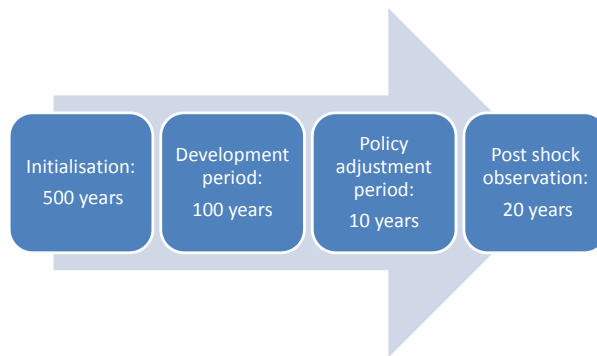 Initialisation:
500 years
Development
period:
100 years
Policy
adjustment
period:
10 years
Post shock
observation:
20 years